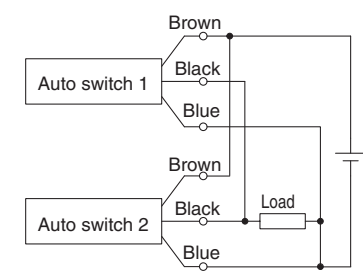 Brown
Auto switch 1
Black
Blue
Brown
Auto switch 2
Black
Load
Blue